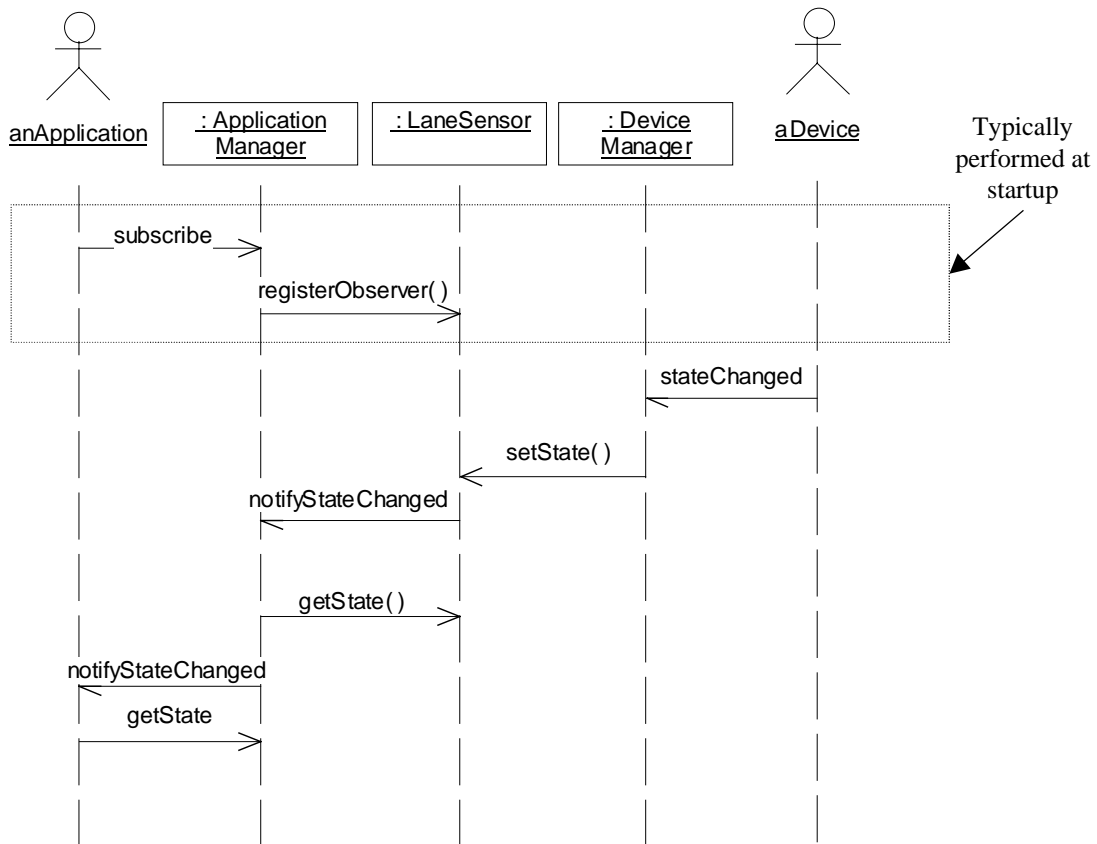 anApplication
: Application
Manager
: LaneSensor
: Device
Manager
aDevice
Typically
performed at
startup
subscribe
registerObserver( )
stateChanged
setState( )
notifyStateChanged
getState( )
notifyStateChanged
getState